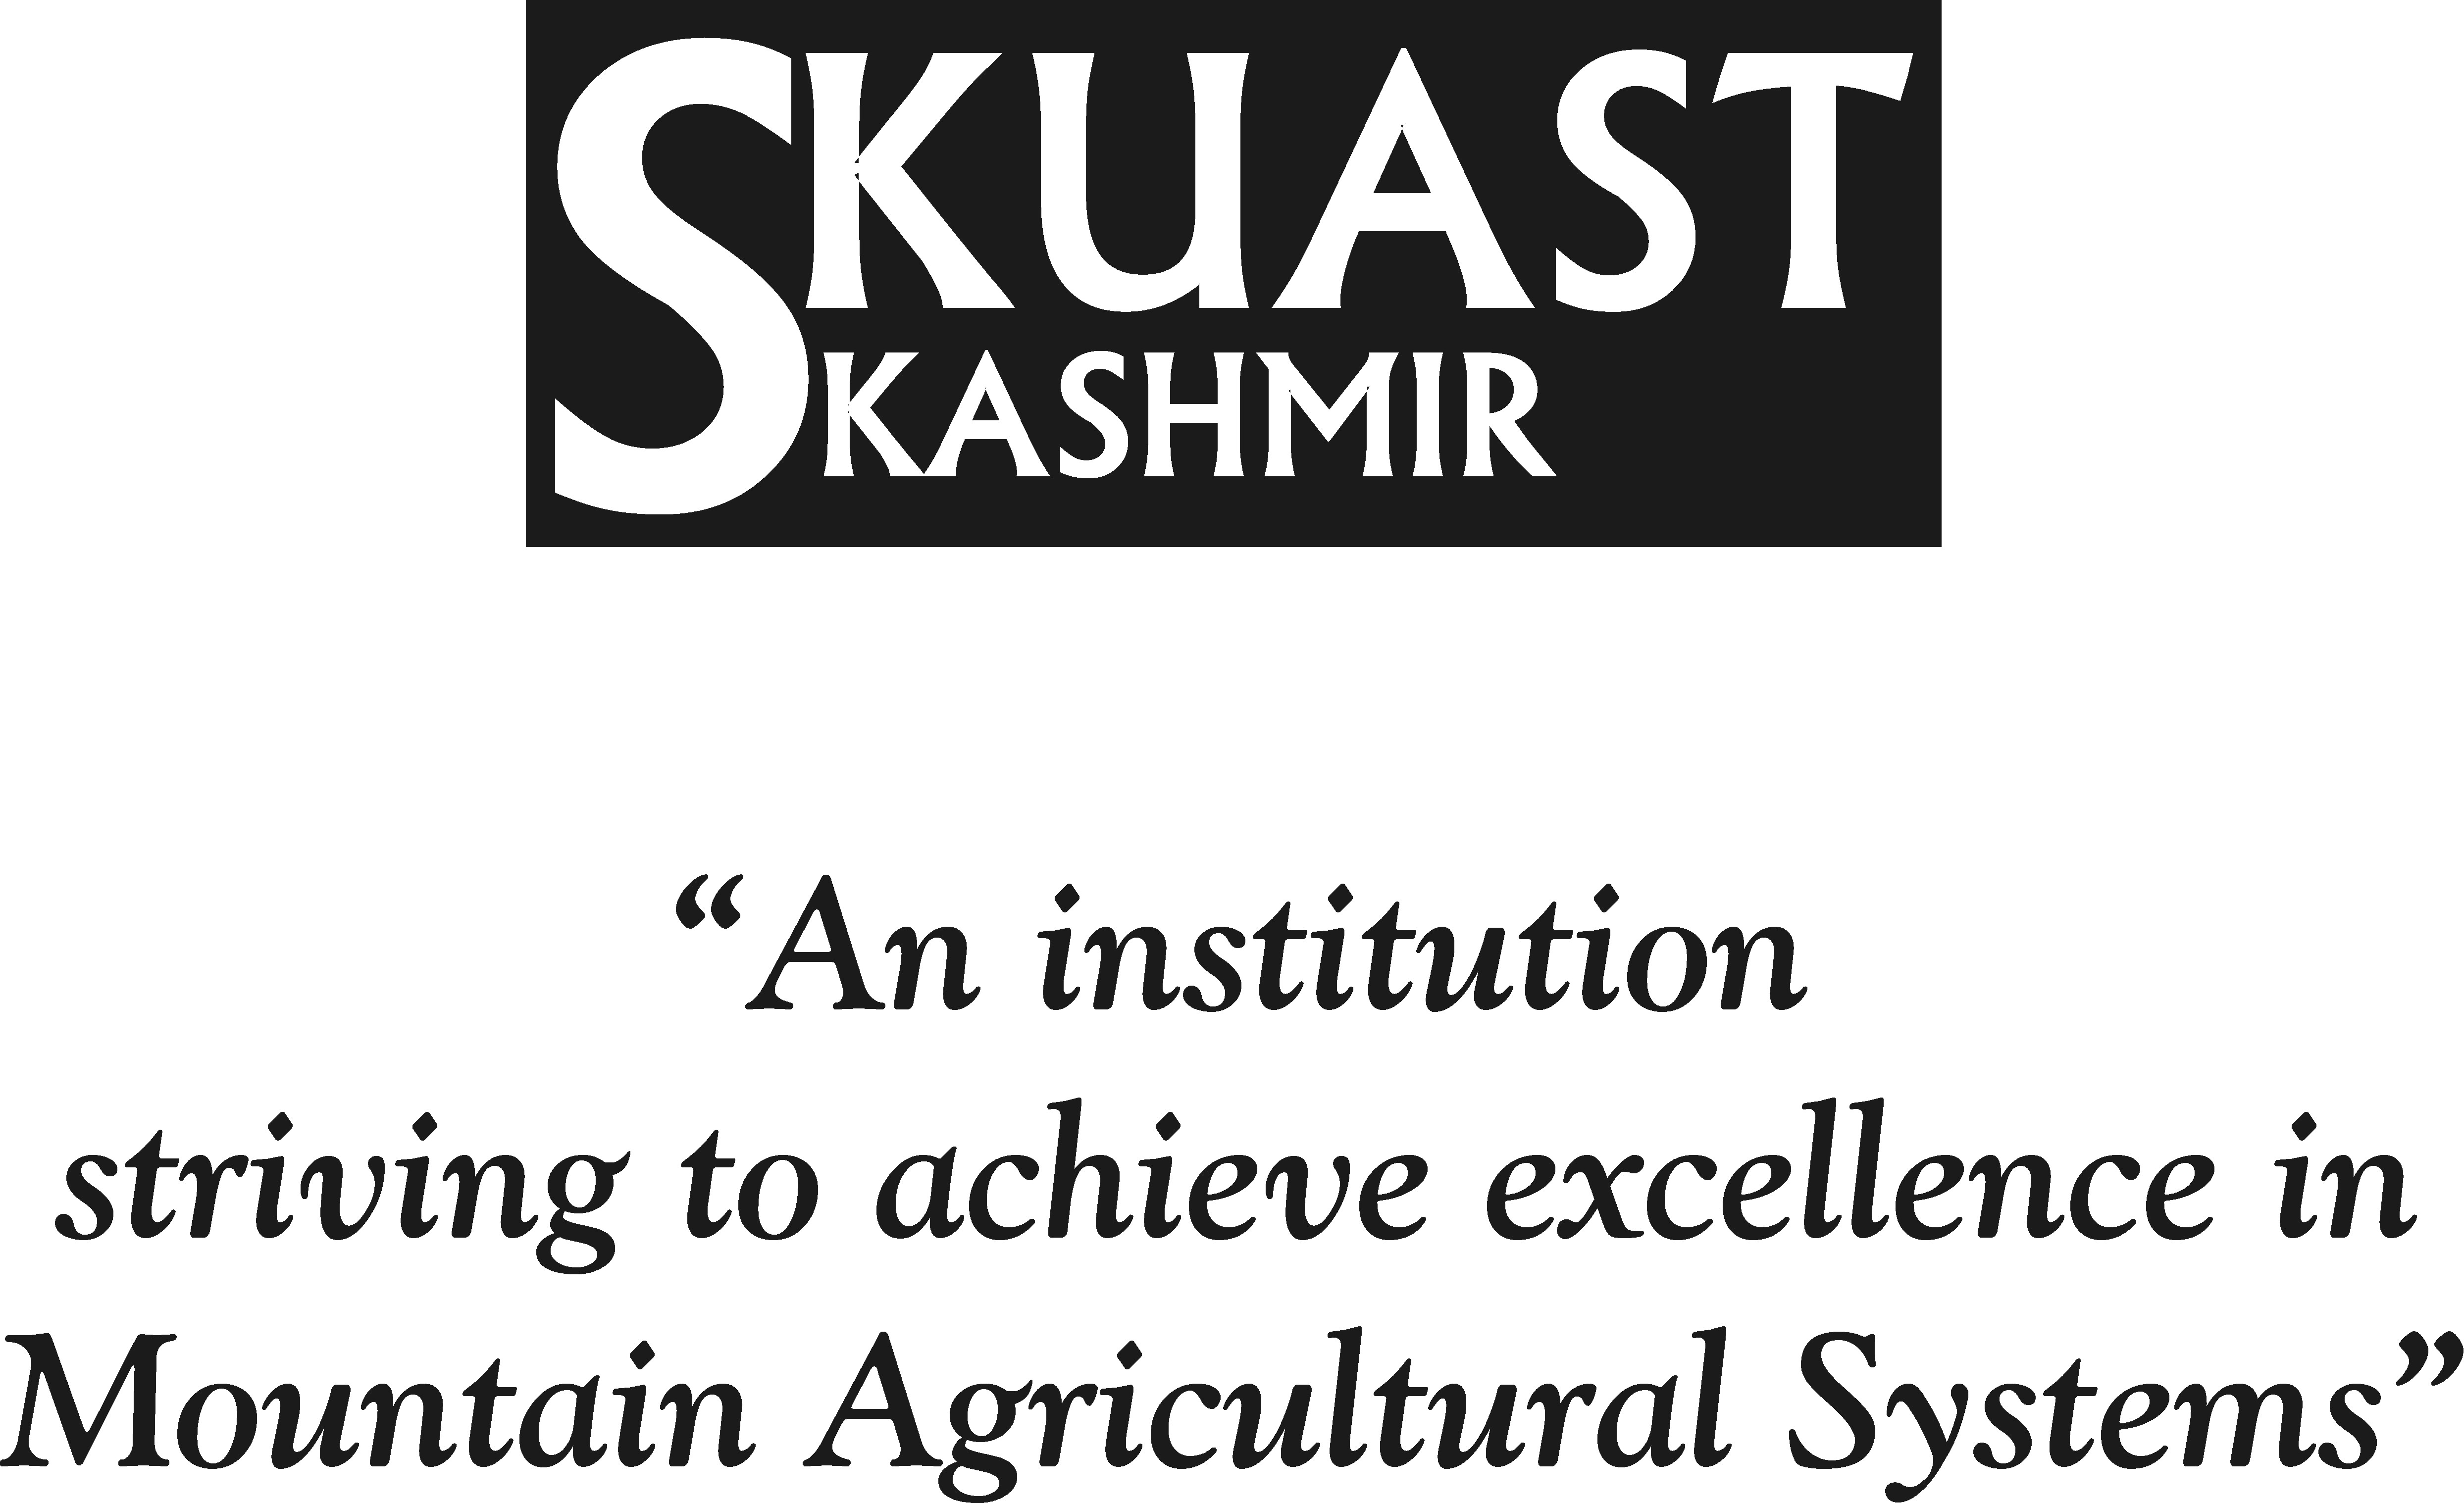 SKUAST
KASHMIR
“An institution
striving to achieve excellence in
Mountain Agricultural Systems”